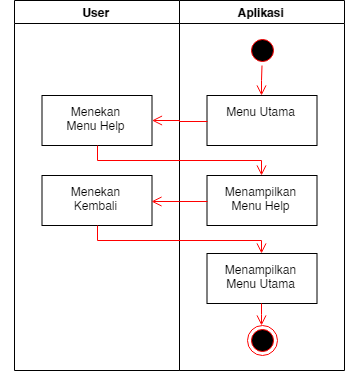 User
Aplikasi
Menu Utama
Menekan
Menu Help
Menampilkan
Menu Help
Menekan
Kembali
Menampilkan
Menu Utama